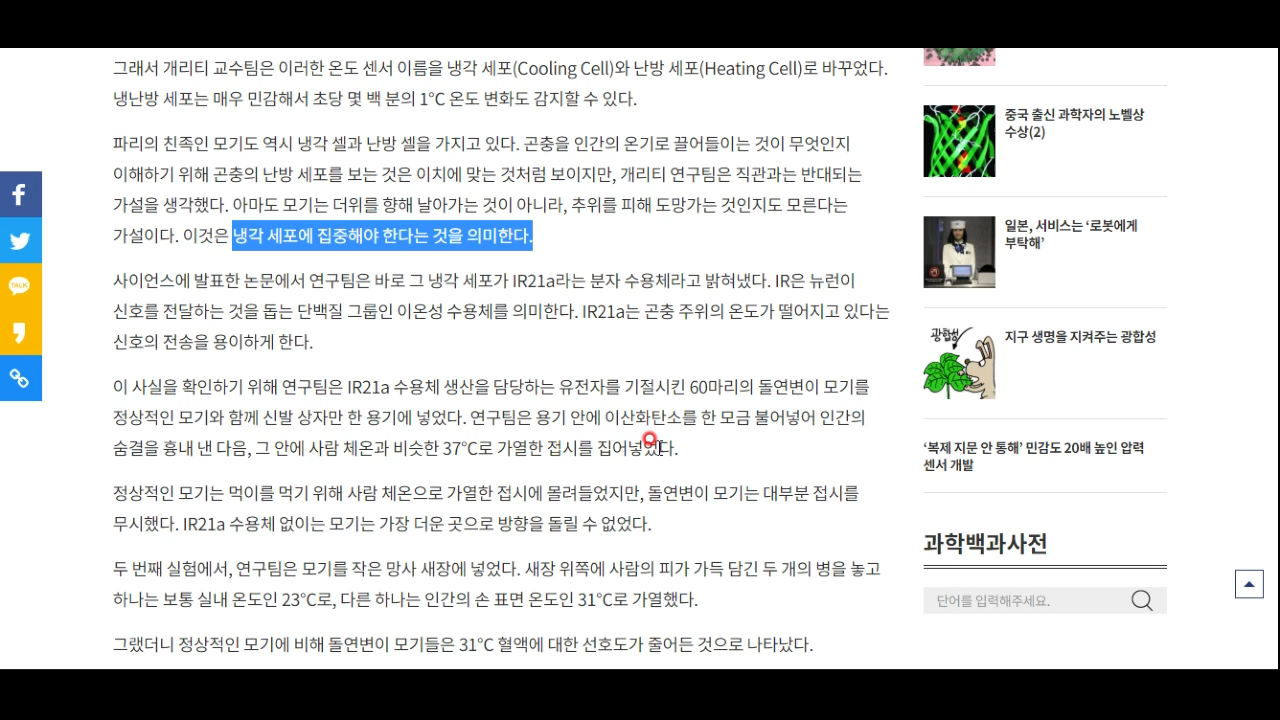 그래서 개리티 교수팀은 이러한 온도 센서 이름을 냉각 세포(Cooling Cell)와 난방 세포(Heating Cell)로 바꾸었다.
냉난방 세포는 매우 민감해서 초당 몇 백 분의 1℃ 온도 변화도 감지할 수 있다.
파리의 친족인 모기도 역시 냉각 셀과 난방 셀을 가지고 있다. 곤충을 인간의 온기로 끌어들이는 것이 무엇인지
이해하기 위해 곤충의 난방 세포를 보는 것은 이치에 맞는 것처럼 보이지만, 개리티 연구팀은 직관과는 반대되는
가설을 생각했다. 아마도 모기는 더위를 향해 날아가는 것이 아니라, 추위를 피해 도망가는 것인지도 모른다는
가설이다. 이것은 냉각 세포에 집중해야 한다는 것을 의미한다.
사이언스에 발표한 논문에서 연구팀은 바로 그 냉각 세포가 IR21a라는 분자 수용체라고 밝혀냈다. IR은 뉴런이
신호를 전달하는 것을 돕는 단백질 그룹인 이온성 수용체를 의미한다. IR21a는 곤충 주위의 온도가 떨어지고 있다는
신호의 전송을 용이하게 한다.
이 사실을 확인하기 위해 연구팀은 IR21a 수용체 생산을 담당하는 유전자를 기절시킨 60마리의 돌연변이 모기를
정상적인 모기와 함께 신발 상자만 한 용기에 넣었다. 연구팀은 용기 안에 이산화탄소를 한 모금 불어넣어 인간의
숨결을 흉내 낸 다음, 그 안에 사람 체온과 비슷한 37℃로 가열한 접시를 집어넣었다.
정상적인 모기는 먹이를 먹기 위해 사람 체온으로 가열한 접시에 몰려들었지만, 돌연변이 모기는 대부분 접시를
무시했다. IR21a 수용체 없이는 모기는 가장 더운 곳으로 방향을 돌릴 수 없었다.
두 번째 실험에서, 연구팀은 모기를 작은 망사 새장에 넣었다. 새장 위쪽에 사람의 피가 가득 담긴 두 개의 병을 놓고
하나는 보통 실내 온도인 23℃로, 다른 하나는 인간의 손 표면 온도인 31℃로 가열했다.
그랬더니 정상적인 모기에 비해 돌연변이 모기들은 31℃ 혈액에 대한 선호도가 줄어든 것으로 나타났다.
TALK
중국 출신 과학자의 노벨상
수상(2)
일본, 서비스는 ‘로봇에게
부탁해’
광합성
지구 생명을 지켜주는 광합성
‘복제 지문 안 통해’ 민감도 20배 높인 압력
센서 개발
과학백과사전
단어를 입력해주세요.